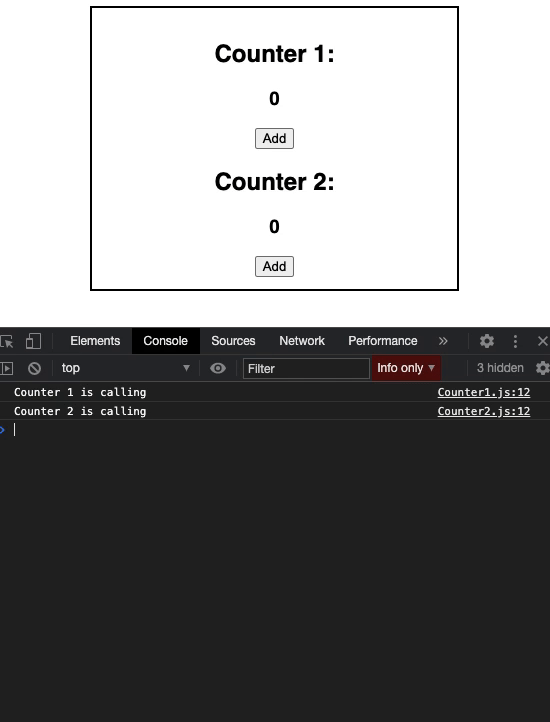 Counter 1:
0
Add
Counter 2:
0
Add
Elements Console Sources Network Performance »
top Filter Info only 3 hidden
Counter 1 is calling Counter1.js:12
Counter 2 is calling Counter2.js:12